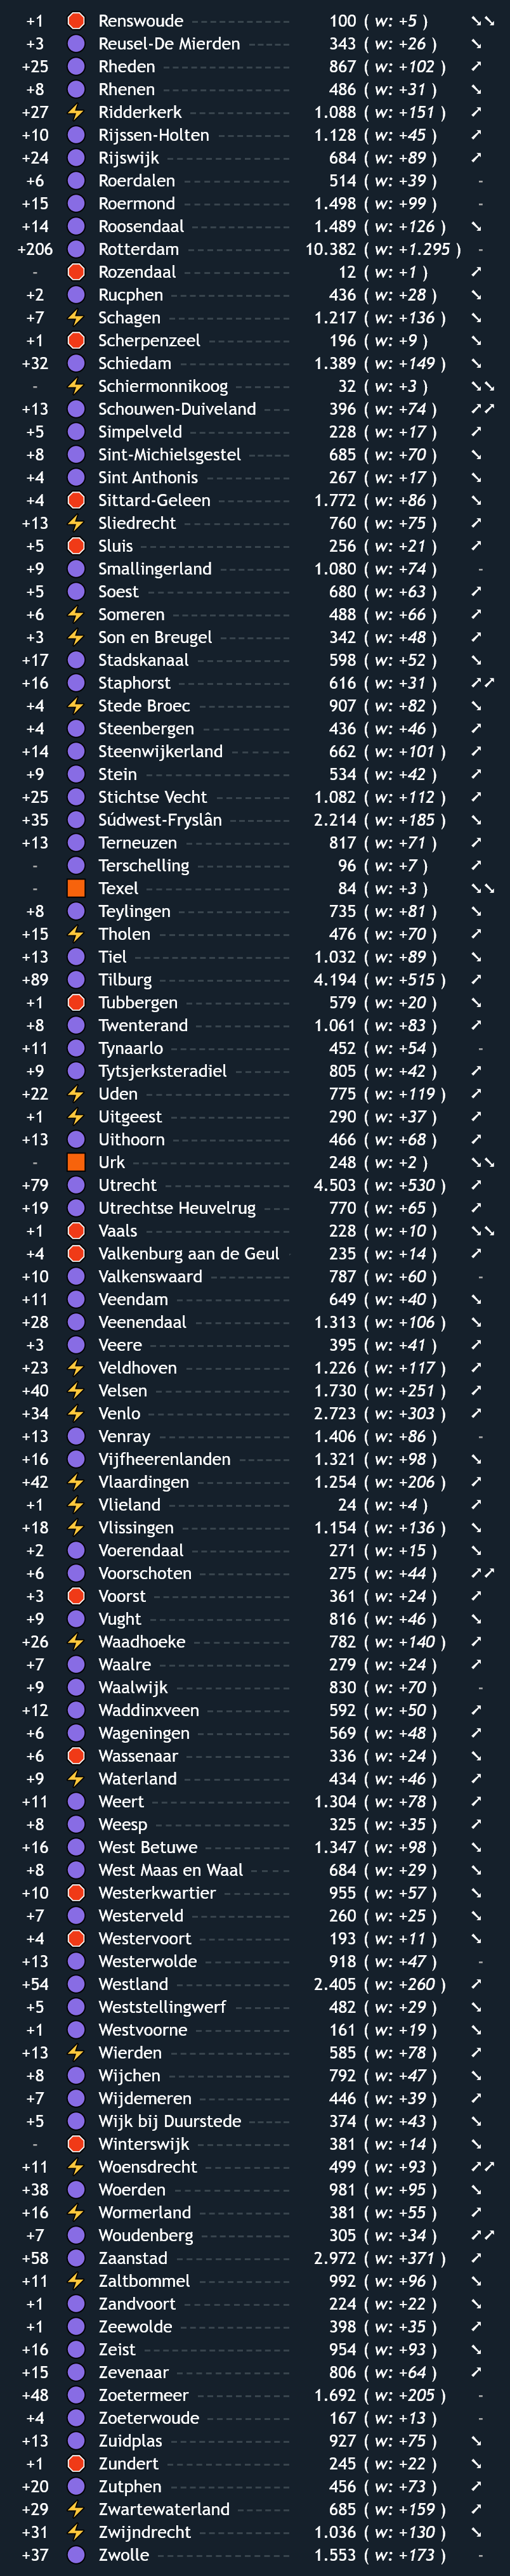 +1 Renswoude 100 ( w: +5 ) ↘↘
+3 Reusel-De Mierden 343 ( w: +26 ) ↘
+25 Rheden 867 ( w: +102 ) ↗
+8 Rhenen 486 ( w: +31 ) ↘
+27 Ridderkerk 1.088 ( w: +151 ) ↗
+10 Rijssen-Holten 1.128 ( w: +45 ) ↗
+24 Rijswijk 684 ( w: +89 ) ↗
+6 Roerdalen 514 ( w: +39 ) -
+15 Roermond 1.498 ( w: +99 ) -
+14 Roosendaal 1.489 ( w: +126 ) ↘
+206 Rotterdam 10.382 ( w: +1.295 ) -
- Rozendaal 12 ( w: +1 ) ↗
+2 Rucphen 436 ( w: +28 ) ↘
+7 Schagen 1.217 ( w: +136 ) ↘
+1 Scherpenzeel 196 ( w: +9 ) ↘
+32 Schiedam 1.389 ( w: +149 ) ↘
- Schiermonnikoog 32 ( w: +3 ) ↘↘
+13 Schouwen-Duiveland 396 ( w: +74 ) ↗↗
+5 Simpelveld 228 ( w: +17 ) ↗
+8 Sint-Michielsgestel 685 ( w: +70 ) ↘
+4 Sint Anthonis 267 ( w: +17 ) ↘
+4 Sittard-Geleen 1.772 ( w: +86 ) ↘
+13 Sliedrecht 760 ( w: +75 ) ↗
+5 Sluis 256 ( w: +21 ) ↗
+9 Smallingerland 1.080 ( w: +74 ) -
+5 Soest 680 ( w: +63 ) ↗
+6 Someren 488 ( w: +66 ) ↗
+3 Son en Breugel 342 ( w: +48 ) ↗
+17 Stadskanaal 598 ( w: +52 ) ↘
+16 Staphorst 616 ( w: +31 ) ↗↗
+4 Stede Broec 907 ( w: +82 ) ↘
+4 Steenbergen 436 ( w: +46 ) ↗
+14 Steenwijkerland 662 ( w: +101 ) ↗
+9 Stein 534 ( w: +42 ) ↗
+25 Stichtse Vecht 1.082 ( w: +112 ) ↗
+35 Súdwest-Fryslân 2.214 ( w: +185 ) ↘
+13 Terneuzen 817 ( w: +71 ) ↗
- Terschelling 96 ( w: +7 ) ↗
- Texel 84 ( w: +3 ) ↘↘
+8 Teylingen 735 ( w: +81 ) ↘
+15 Tholen 476 ( w: +70 ) ↗
+13 Tiel 1.032 ( w: +89 ) ↘
+89 Tilburg 4.194 ( w: +515 ) ↗
+1 Tubbergen 579 ( w: +20 ) ↘
+8 Twenterand 1.061 ( w: +83 ) ↗
+11 Tynaarlo 452 ( w: +54 ) -
+9 Tytsjerksteradiel 805 ( w: +42 ) ↗
+22 Uden 775 ( w: +119 ) ↗
+1 Uitgeest 290 ( w: +37 ) ↗
+13 Uithoorn 466 ( w: +68 ) ↗
- Urk 248 ( w: +2 ) ↘↘
+79 Utrecht 4.503 ( w: +530 ) ↗
+19 Utrechtse Heuvelrug 770 ( w: +65 ) ↗
+1 Vaals 228 ( w: +10 ) ↘↘
+4 Valkenburg aan de Geul 235 ( w: +14 ) ↗
+10 Valkenswaard 787 ( w: +60 ) -
+11 Veendam 649 ( w: +40 ) ↘
+28 Veenendaal 1.313 ( w: +106 ) ↘
+3 Veere 395 ( w: +41 ) ↗
+23 Veldhoven 1.226 ( w: +117 ) ↗
+40 Velsen 1.730 ( w: +251 ) ↗
+34 Venlo 2.723 ( w: +303 ) ↗
+13 Venray 1.406 ( w: +86 ) -
+16 Vijfheerenlanden 1.321 ( w: +98 ) ↘
+42 Vlaardingen 1.254 ( w: +206 ) ↗
+1 Vlieland 24 ( w: +4 ) ↗
+18 Vlissingen 1.154 ( w: +136 ) ↘
+2 Voerendaal 271 ( w: +15 ) ↘
+6 Voorschoten 275 ( w: +44 ) ↗↗
+3 Voorst 361 ( w: +24 ) ↗
+9 Vught 816 ( w: +46 ) ↘
+26 Waadhoeke 782 ( w: +140 ) ↗
+7 Waalre 279 ( w: +24 ) ↗
+9 Waalwijk 830 ( w: +70 ) -
+12 Waddinxveen 592 ( w: +50 ) ↗
+6 Wageningen 569 ( w: +48 ) ↗
+6 Wassenaar 336 ( w: +24 ) ↘
+9 Waterland 434 ( w: +46 ) ↗
+11 Weert 1.304 ( w: +78 ) ↗
+8 Weesp 325 ( w: +35 ) ↗
+16 West Betuwe 1.347 ( w: +98 ) ↘
+8 West Maas en Waal 684 ( w: +29 ) ↘
+10 Westerkwartier 955 ( w: +57 ) ↘
+7 Westerveld 260 ( w: +25 ) ↘
+4 Westervoort 193 ( w: +11 ) ↘
+13 Westerwolde 918 ( w: +47 ) -
+54 Westland 2.405 ( w: +260 ) ↗
+5 Weststellingwerf 482 ( w: +29 ) ↘
+1 Westvoorne 161 ( w: +19 ) ↘
+13 Wierden 585 ( w: +78 ) ↗
+8 Wijchen 792 ( w: +47 ) ↘
+7 Wijdemeren 446 ( w: +39 ) ↗
+5 Wijk bij Duurstede 374 ( w: +43 ) ↘
- Winterswijk 381 ( w: +14 ) ↘
+11 Woensdrecht 499 ( w: +93 ) ↗↗
+38 Woerden 981 ( w: +95 ) ↘
+16 Wormerland 381 ( w: +55 ) ↗
+7 Woudenberg 305 ( w: +34 ) ↗↗
+58 Zaanstad 2.972 ( w: +371 ) ↗
+11 Zaltbommel 992 ( w: +96 ) ↘
+1 Zandvoort 224 ( w: +22 ) ↘
+1 Zeewolde 398 ( w: +35 ) ↗
+16 Zeist 954 ( w: +93 ) ↘
+15 Zevenaar 806 ( w: +64 ) ↗
+48 Zoetermeer 1.692 ( w: +205 ) -
+4 Zoeterwoude 167 ( w: +13 ) -
+13 Zuidplas 927 ( w: +75 ) ↘
+1 Zundert 245 ( w: +22 ) ↘
+20 Zutphen 456 ( w: +73 ) ↗
+29 Zwartewaterland 685 ( w: +159 ) ↗
+31 Zwijndrecht 1.036 ( w: +130 ) ↘
+37 Zwolle 1.553 ( w: +173 ) -